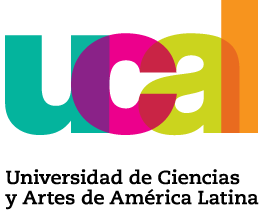 ucal
Universidad de Ciencias
y Artes de América Latina